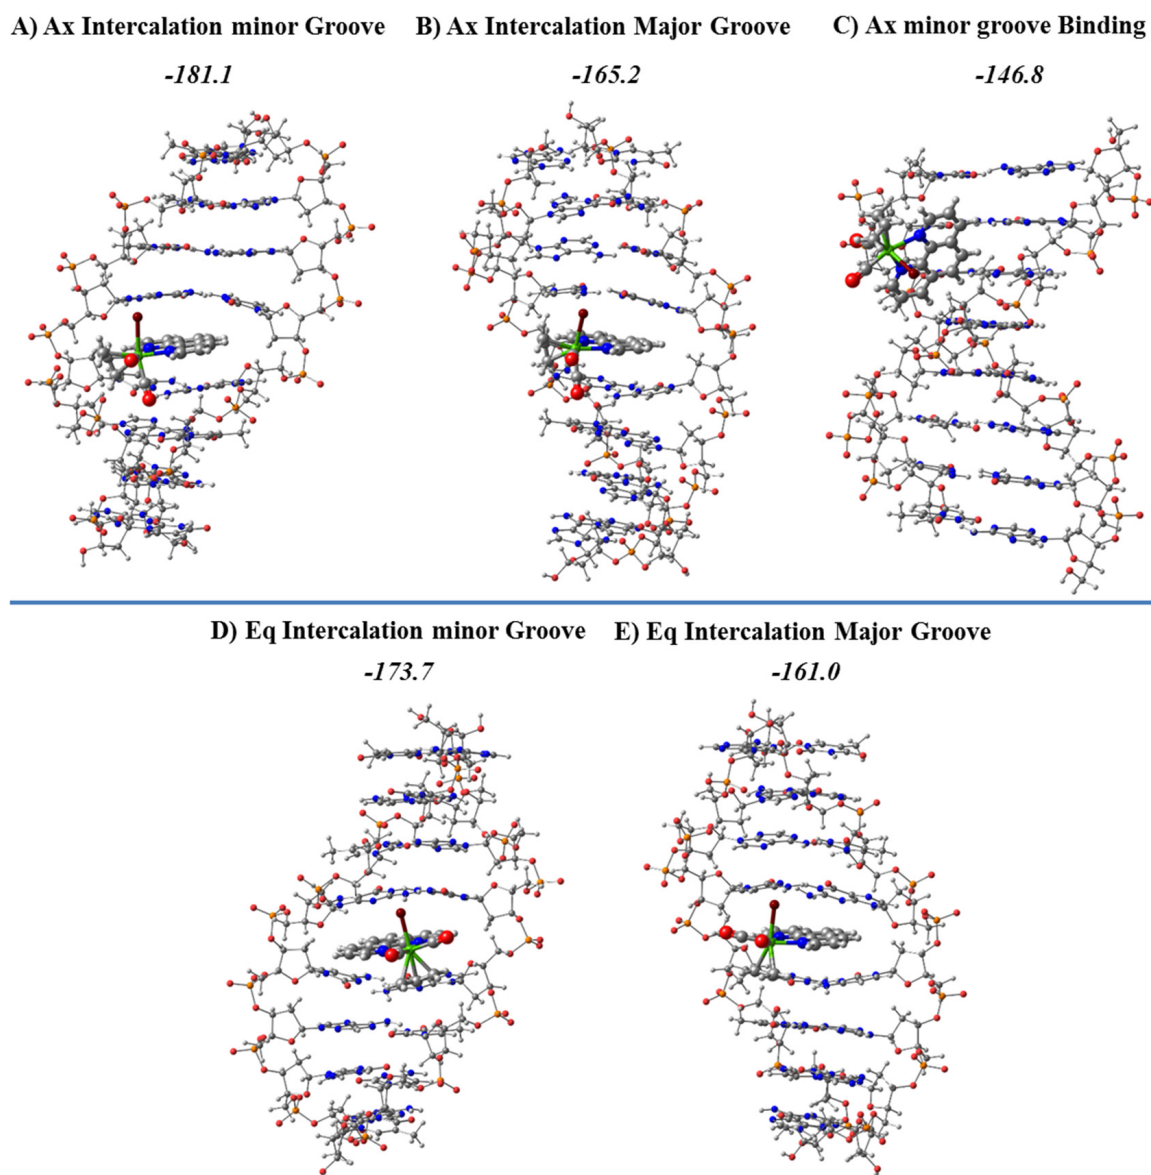 A) Ax Intercalation minor Groove
B) Ax Intercalation Major Groove
C) Ax minor groove Binding
-181.1
-165.2
-146.8
D) Eq Intercalation minor Groove
E) Eq Intercalation Major Groove
-173.7
-161.0